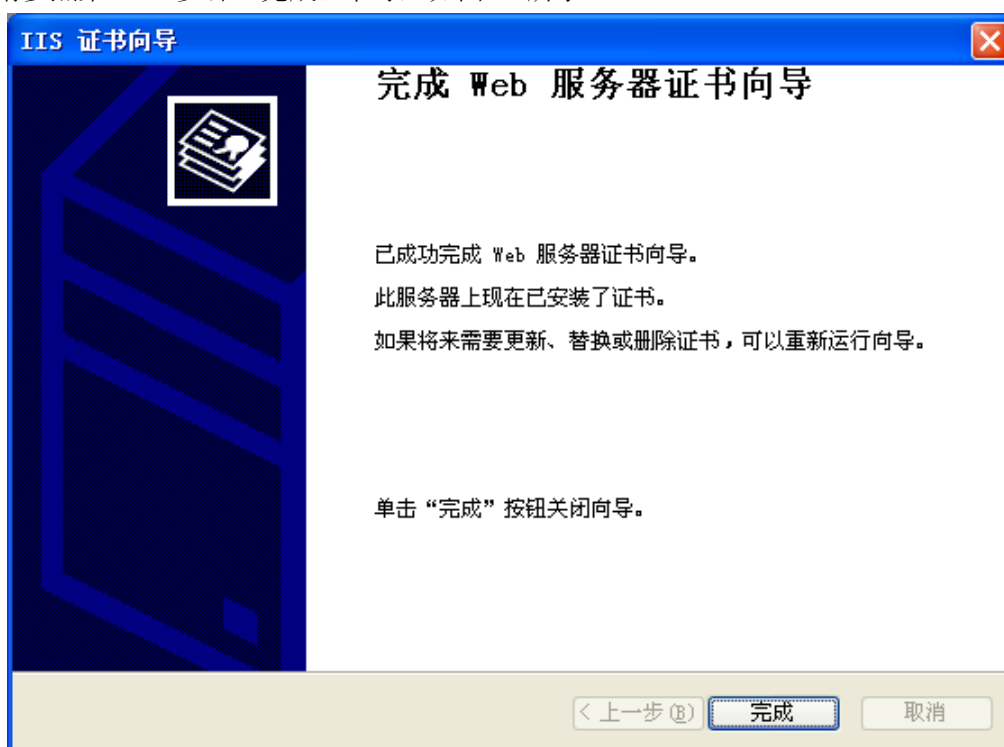 IIS 证书向导
完成 Web 服务器证书向导
已成功完成 Web 服务器证书向导。
此服务器上现在已安装了证书。
如果将来需要更新、替换或删除证书，可以重新运行向导。
单击“完成”按钮关闭向导。
< 上一步(B)
完成
取消